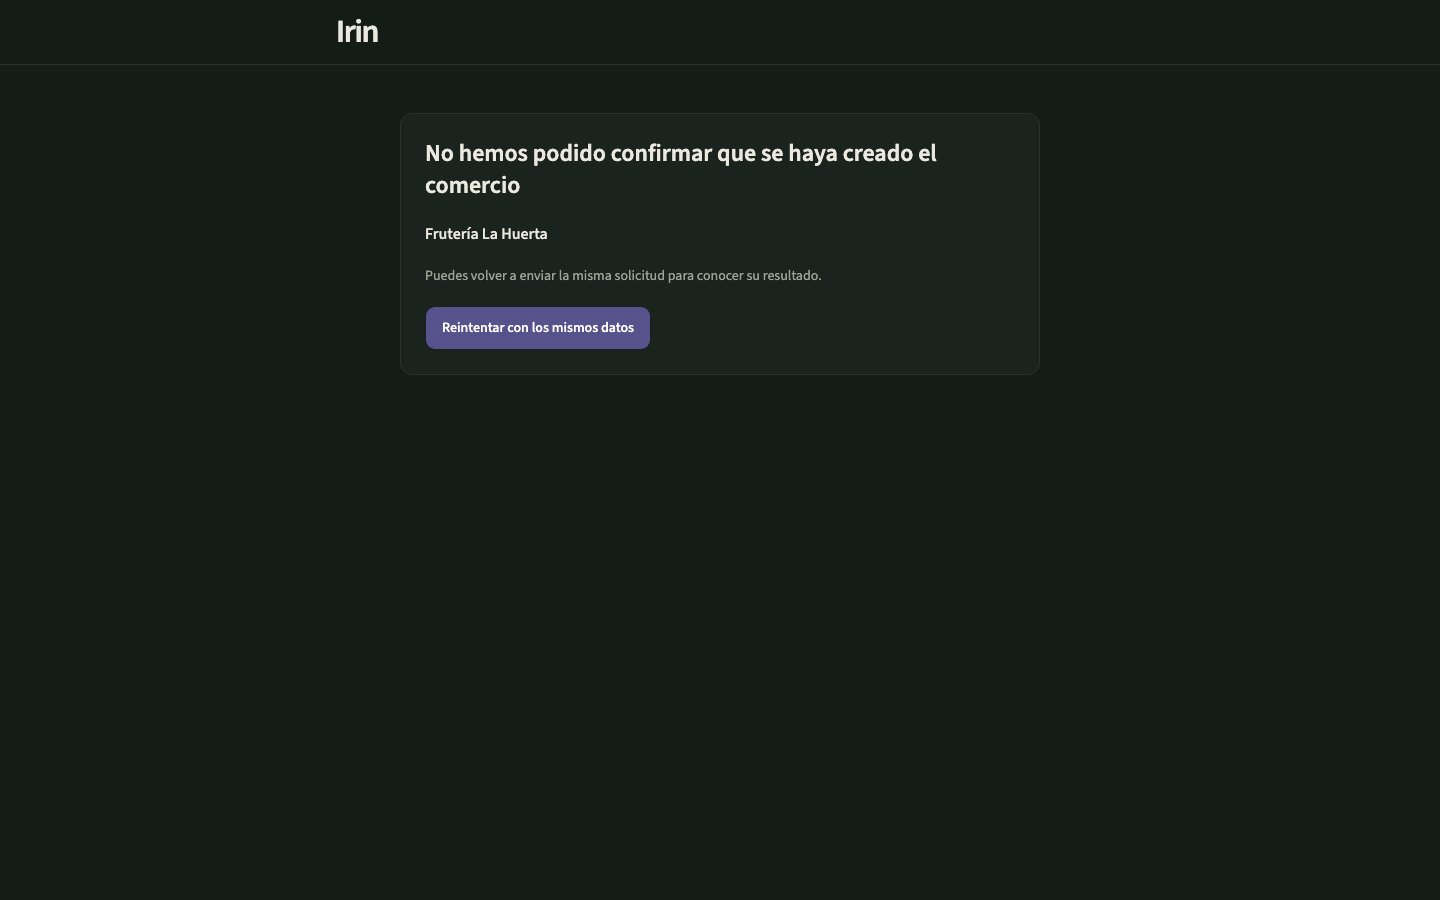 Irin
No hemos podido confirmar que se haya creado el
comercio
Frutería La Huerta
Puedes volver a enviar la misma solicitud para conocer su resultado.
Reintentar con los mismos datos